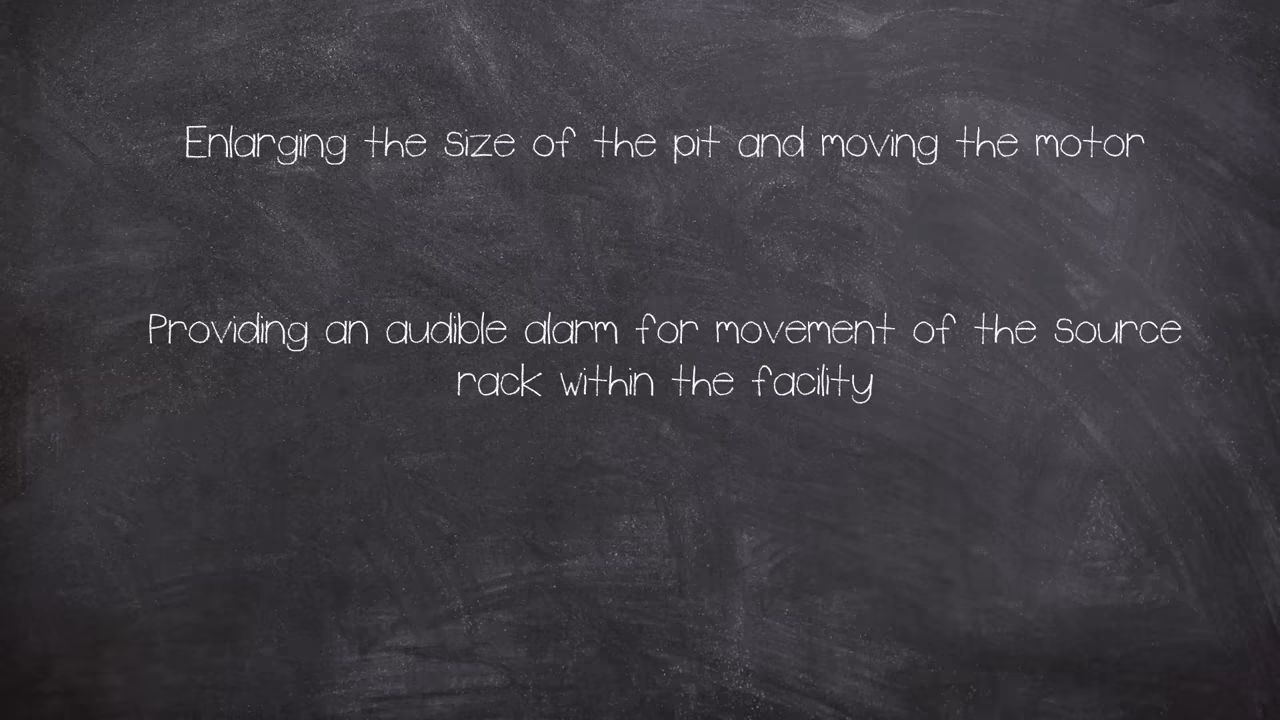 Enlarging the size of the pit and moving the motor
Providing an audible alarm for movement of the source
rack within the facility